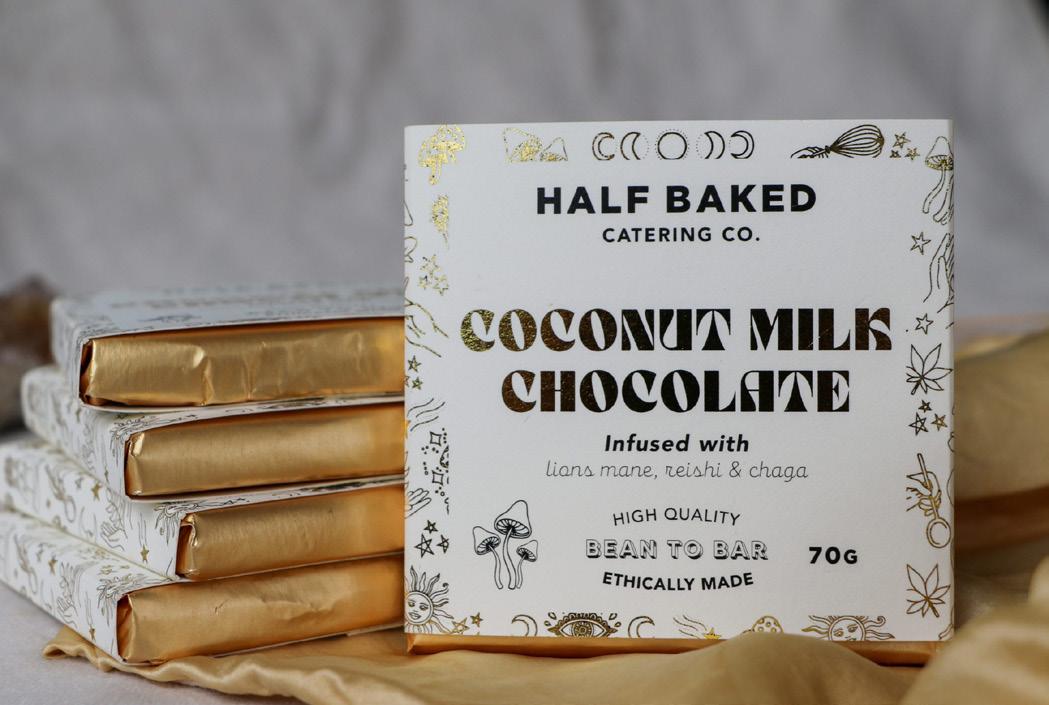 HALF BAKED
CATERING CO.
COCONUT MILK
CHOCOLATE
Infused with
lions mane, reishi & chaga
HIGH QUALITY
BEAN TO BAR
ETHICALLY MADE
70G